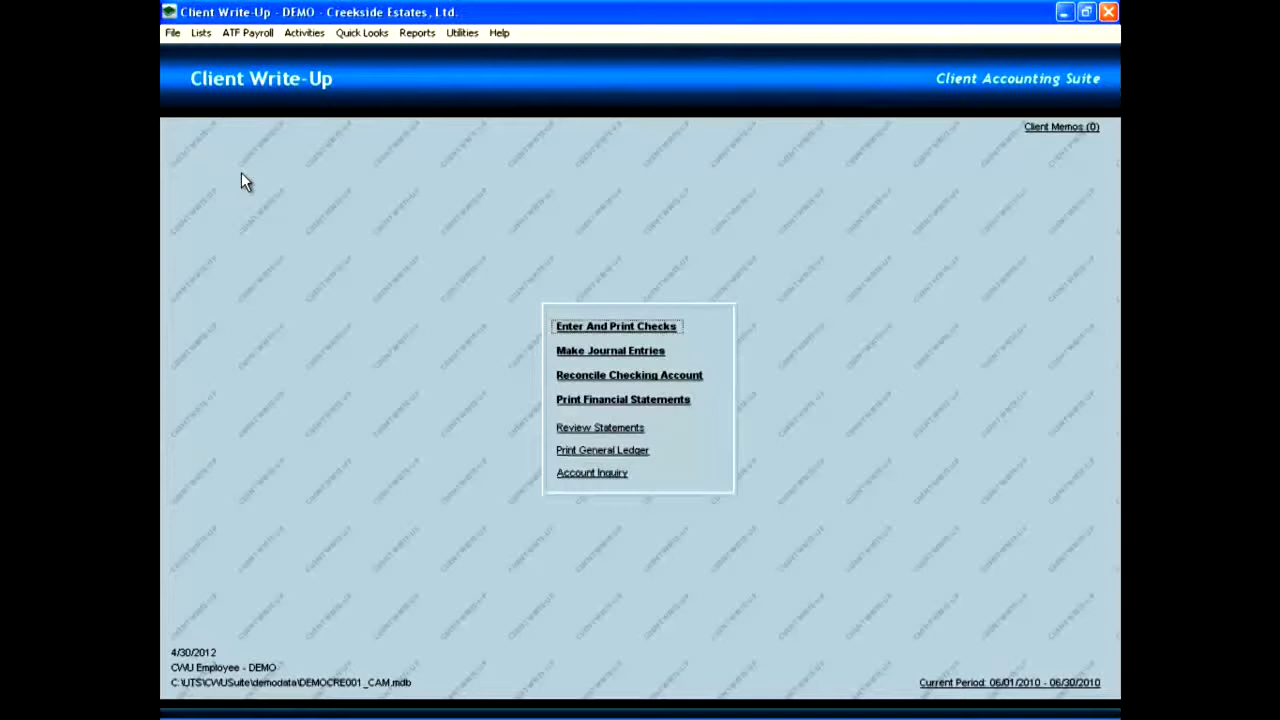 Client Write-Up - DEMO - Creekside Estates, Ltd.
File Lists ATF Payroll Activities Quick Looks Reports Utilities Help
Client Write-Up Client Accounting Suite
Client Memos (0)
Enter And Print Checks
Make Journal Entries
Reconcile Checking Account
Print Financial Statements
Review Statements
Print General Ledger
Account Inquiry
4/30/2012
CWU Employee - DEMO
C:\UTS\CWUSuite\demodata\DEMOCRE001_CAM.mdb
Current Period: 06/01/2010 - 06/30/2010